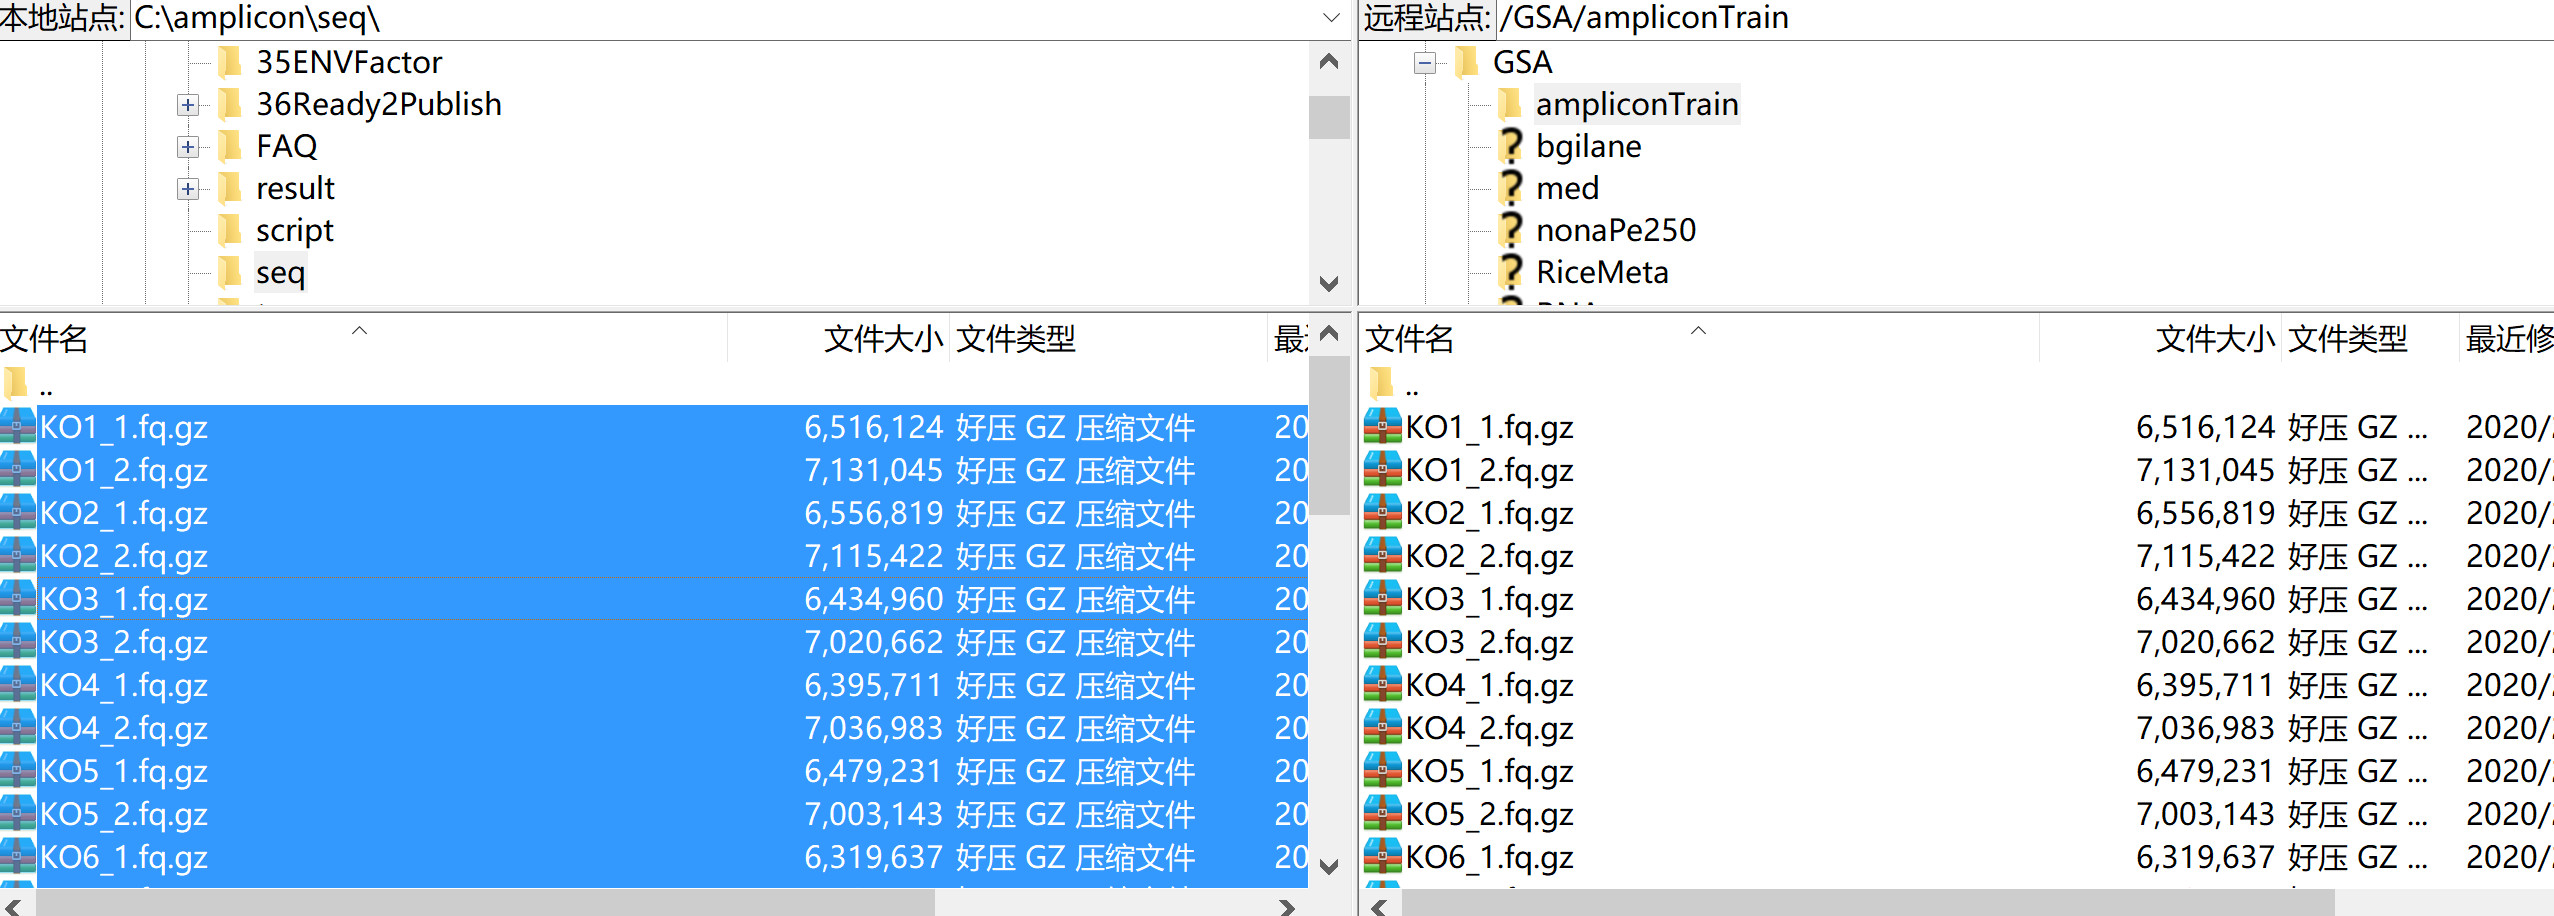 本地站点: C:\amplicon\seq\
35ENVFactor
36Ready2Publish
FAQ
result
script
seq
文件名 文件大小 文件类型
..
KO1_1.fq.gz 6,516,124 好压 GZ 压缩文件 20
KO1_2.fq.gz 7,131,045 好压 GZ 压缩文件 20
KO2_1.fq.gz 6,556,819 好压 GZ 压缩文件 20
KO2_2.fq.gz 7,115,422 好压 GZ 压缩文件 20
KO3_1.fq.gz 6,434,960 好压 GZ 压缩文件 20
KO3_2.fq.gz 7,020,662 好压 GZ 压缩文件 20
KO4_1.fq.gz 6,395,711 好压 GZ 压缩文件 20
KO4_2.fq.gz 7,036,983 好压 GZ 压缩文件 20
KO5_1.fq.gz 6,479,231 好压 GZ 压缩文件 20
KO5_2.fq.gz 7,003,143 好压 GZ 压缩文件 20
KO6_1.fq.gz 6,319,637 好压 GZ 压缩文件 20
远程站点: /GSA/ampliconTrain
GSA
ampliconTrain
bgilane
med
nonaPe250
RiceMeta
文件名 文件大小 文件类型 最近修
..
KO1_1.fq.gz 6,516,124 好压 GZ ... 2020/
KO1_2.fq.gz 7,131,045 好压 GZ ... 2020/
KO2_1.fq.gz 6,556,819 好压 GZ ... 2020/
KO2_2.fq.gz 7,115,422 好压 GZ ... 2020/
KO3_1.fq.gz 6,434,960 好压 GZ ... 2020/
KO3_2.fq.gz 7,020,662 好压 GZ ... 2020/
KO4_1.fq.gz 6,395,711 好压 GZ ... 2020/
KO4_2.fq.gz 7,036,983 好压 GZ ... 2020/
KO5_1.fq.gz 6,479,231 好压 GZ ... 2020/
KO5_2.fq.gz 7,003,143 好压 GZ ... 2020/
KO6_1.fq.gz 6,319,637 好压 GZ ... 2020/